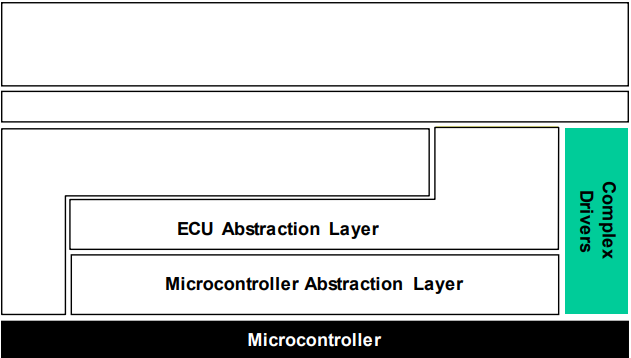 ECU Abstraction Layer
Complex
Drivers
Microcontroller Abstraction Layer
Microcontroller